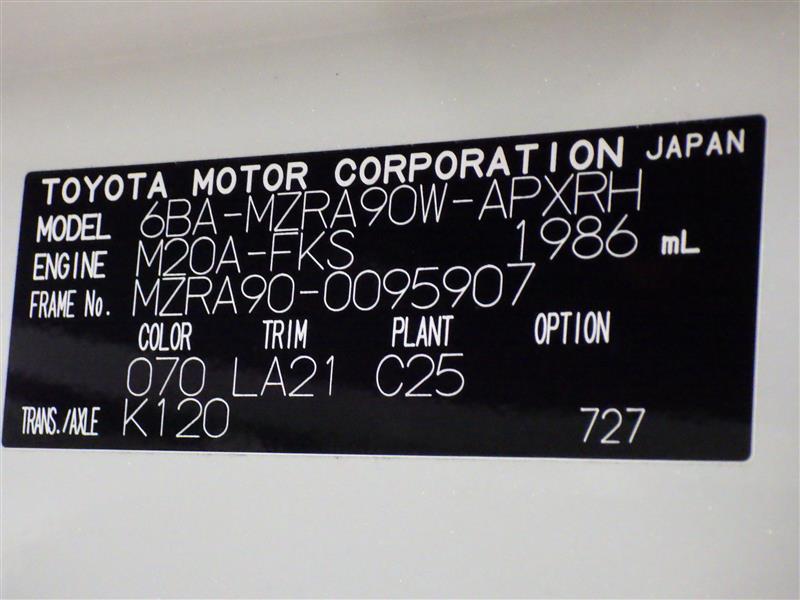 TOYOTA MOTOR CORPORATION JAPAN
MODEL 6BA-MZRA90W-APXRH
ENGINE M20A-FKS 1986 mL
FRAME No. MZRA90-0095907
COLOR TRIM PLANT OPTION
070 LA21 C25
TRANS./AXLE K120 727